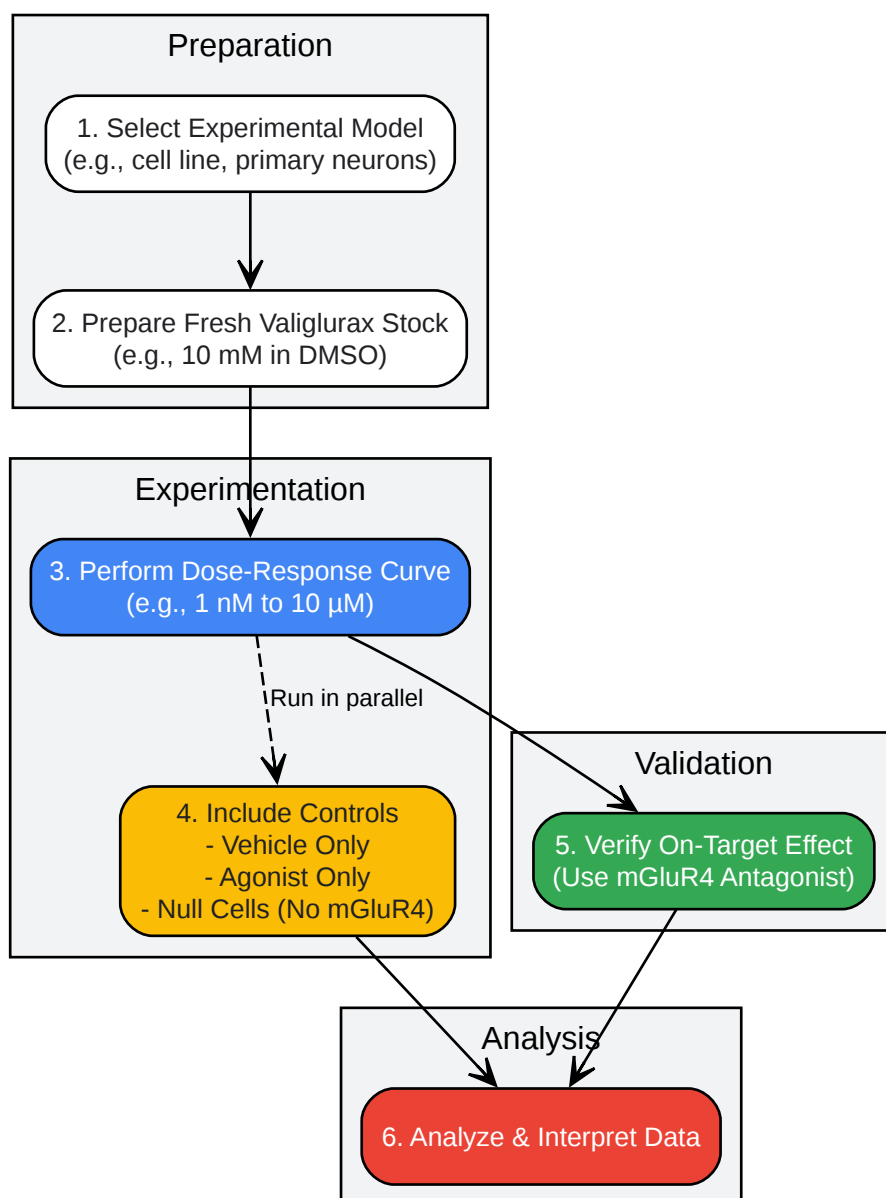 Preparation
1. Select Experimental Model
(e.g., cell line, primary neurons)
2. Prepare Fresh Valiglurax Stock
(e.g., 10 mM in DMSO)
Experimentation
3. Perform Dose-Response Curve
(e.g., 1 nM to 10 µM)
Run in parallel
4. Include Controls
- Vehicle Only
- Agonist Only
- Null Cells (No mGluR4)
Validation
5. Verify On-Target Effect
(Use mGluR4 Antagonist)
Analysis
6. Analyze & Interpret Data